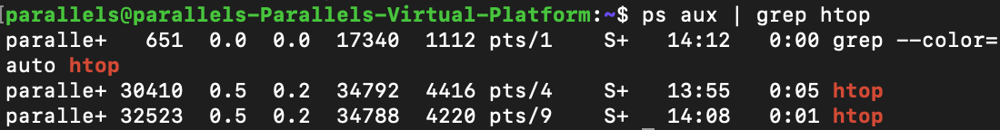 parallels@parallels-Parallels-Virtual-Platform:~$ ps aux | grep htop
paralle+   651  0.0  0.0  17340  1112 pts/1    S+   14:12   0:00 grep --color=
auto htop
paralle+ 30410  0.5  0.2  34792  4416 pts/4    S+   13:55   0:05 htop
paralle+ 32523  0.5  0.2  34788  4220 pts/9    S+   14:08   0:01 htop